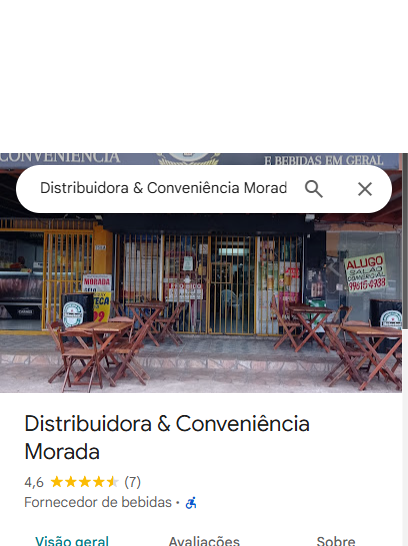 CONVENIÊNCIA
E BEBIDAS EM GERAL
Distribuidora & Conveniência Morad
MORADA
ALUGO
SALÃO
COMERCIAL
Distribuidora & Conveniência
Morada
4,6 (7)
Fornecedor de bebidas ·
Visão geral
Avaliações
Sobre